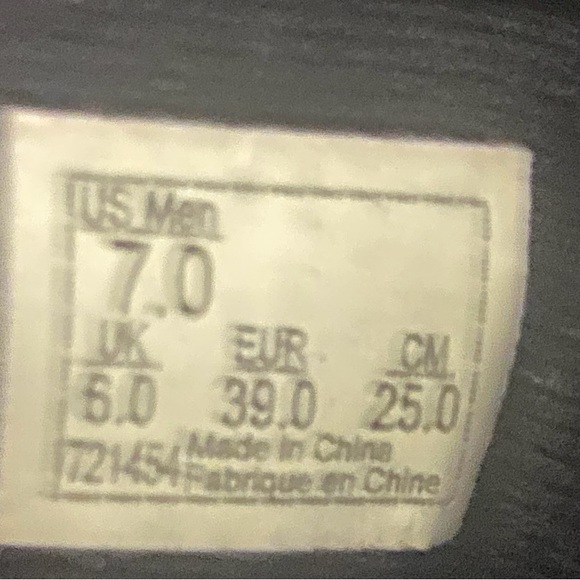 US Men
7.0
UK EUR CM
6.0 39.0 25.0
721454 Made in China
Fabrique en Chine